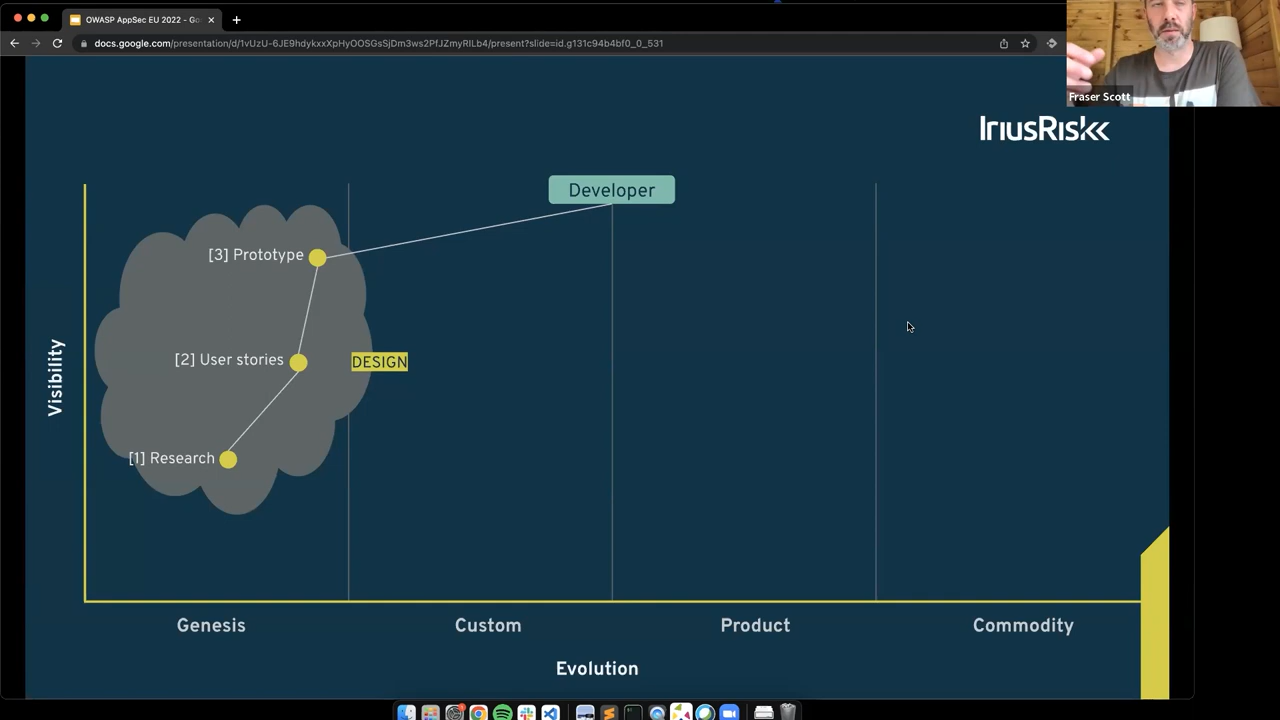 OWASP AppSec EU 2022 - Go
docs.google.com/presentation/d/1vUzU-6JE9hdykxxXpHyOOSGsSjDm3ws2PfJZmyRILb4/present?slide=id.g131c94b4bf0_0_531
Fraser Scott
IriusRisk
Developer
[3] Prototype
[2] User stories
DESIGN
[1] Research
Visibility
Genesis
Custom
Product
Commodity
Evolution